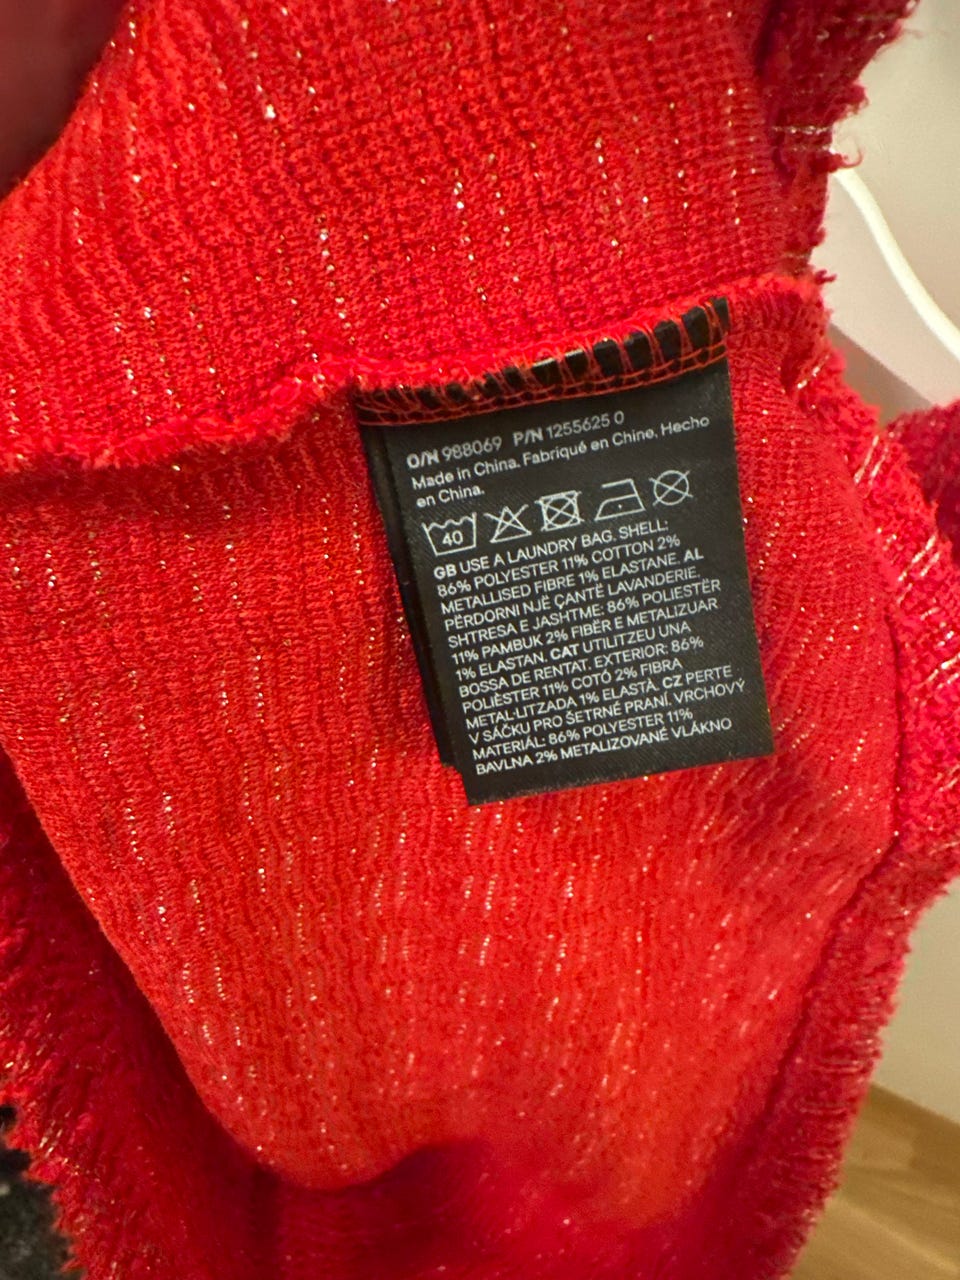 O/N 988069 P/N 1255625 0
Made in China. Fabriqué en Chine, Hecho
en China.
40
GB USE A LAUNDRY BAG. SHELL:
86% POLYESTER 11% COTTON 2%
METALLISED FIBRE 1% ELASTANE. AL
PËRDORNI NJË ÇANTË LAVANDERIE.
SHTRESA E JASHTME: 86% POLIESTËR
11% PAMBUK 2% FIBËR E METALIZUAR
1% ELASTAN. CAT UTILITZEU UNA
BOSSA DE RENTAT. EXTERIOR: 86%
POLIÈSTER 11% COTÓ 2% FIBRA
METAL·LITZADA 1% ELASTÀ. CZ PERTE
V SÁČKU PRO ŠETRNÉ PRANÍ. VRCHOVÝ
MATERIÁL: 86% POLYESTER 11%
BAVLNA 2% METALIZOVANÉ VLÁKNO